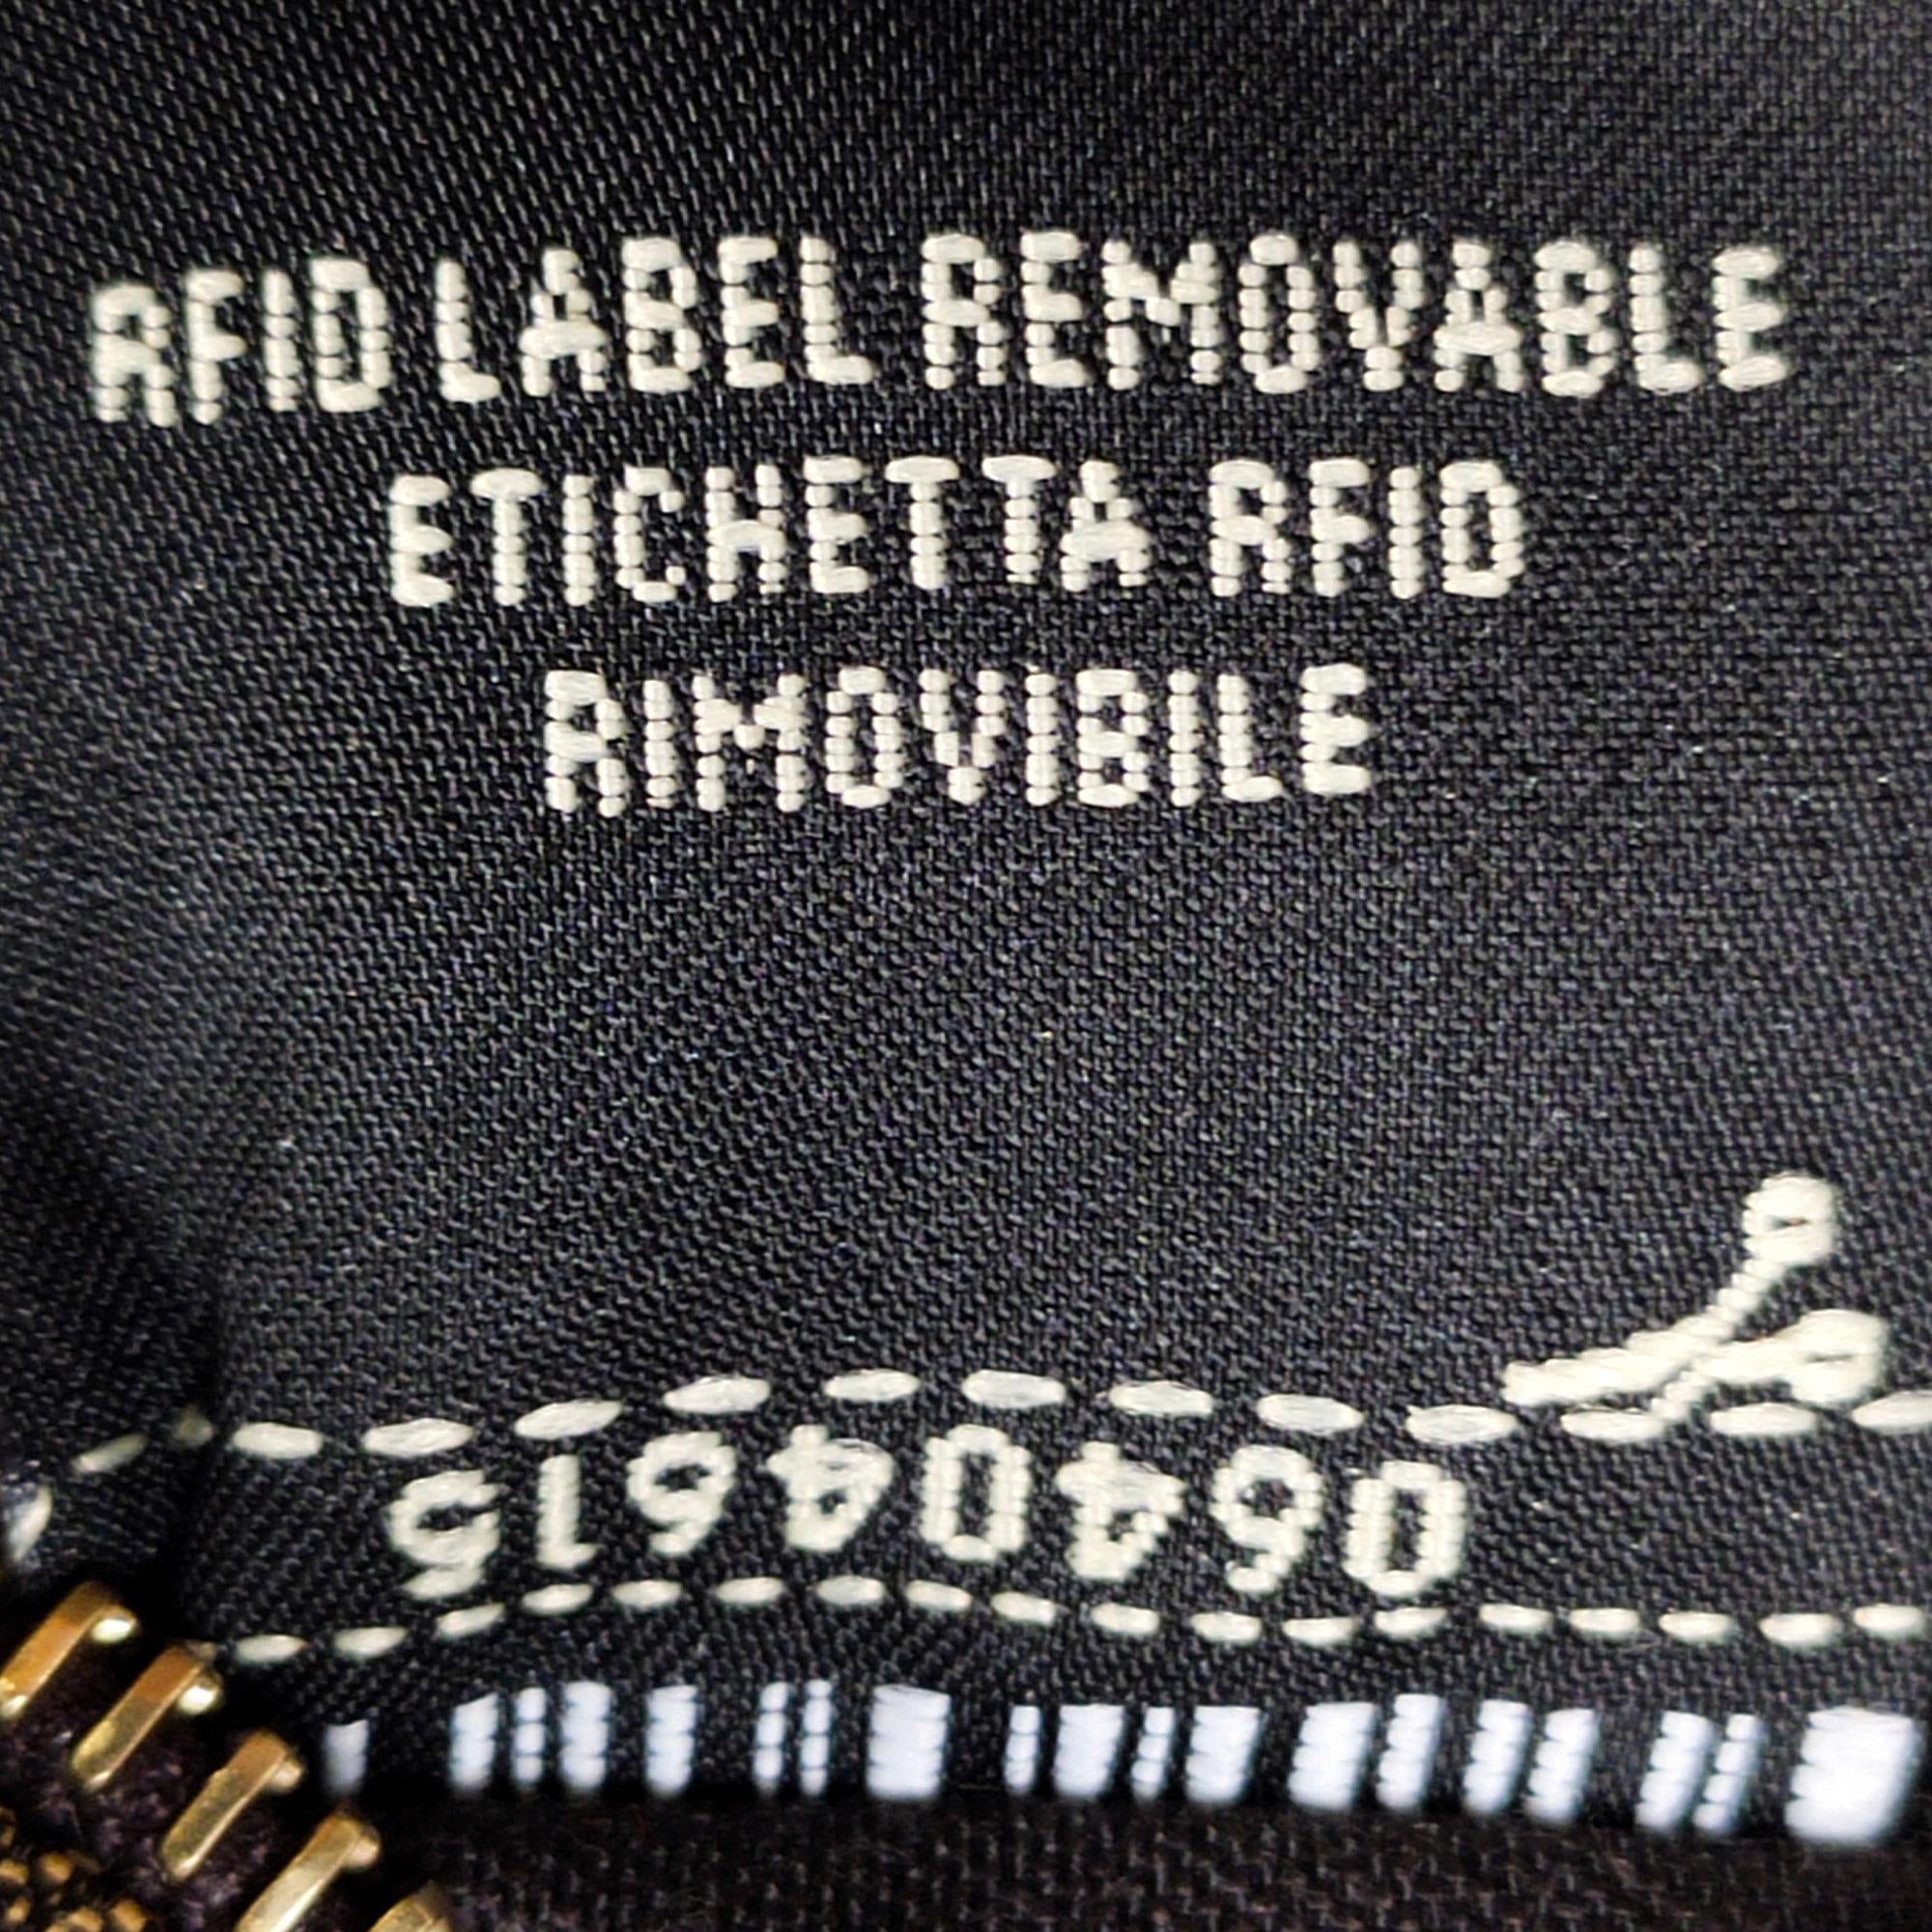 RFID LABEL REMOVABLE
ETICHETTA RFID
RIMOVIBILE
06404615